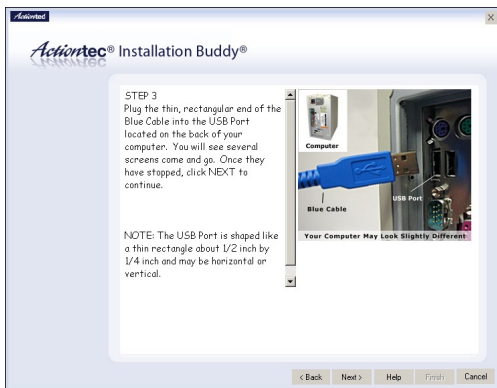 Actiontec
Actiontec® Installation Buddy®
STEP 3
Plug the thin, rectangular end of the
Blue Cable into the USB Port
located on the back of your
computer. You will see several
screens come and go. Once they
have stopped, click NEXT to
continue.
NOTE: The USB Port is shaped like
a thin rectangle about 1/2 inch by
1/4 inch and may be horizontal or
vertical.
Computer
USB Port
Blue Cable
Your Computer May Look Slightly Different
< Back
Next >
Help
Finish
Cancel